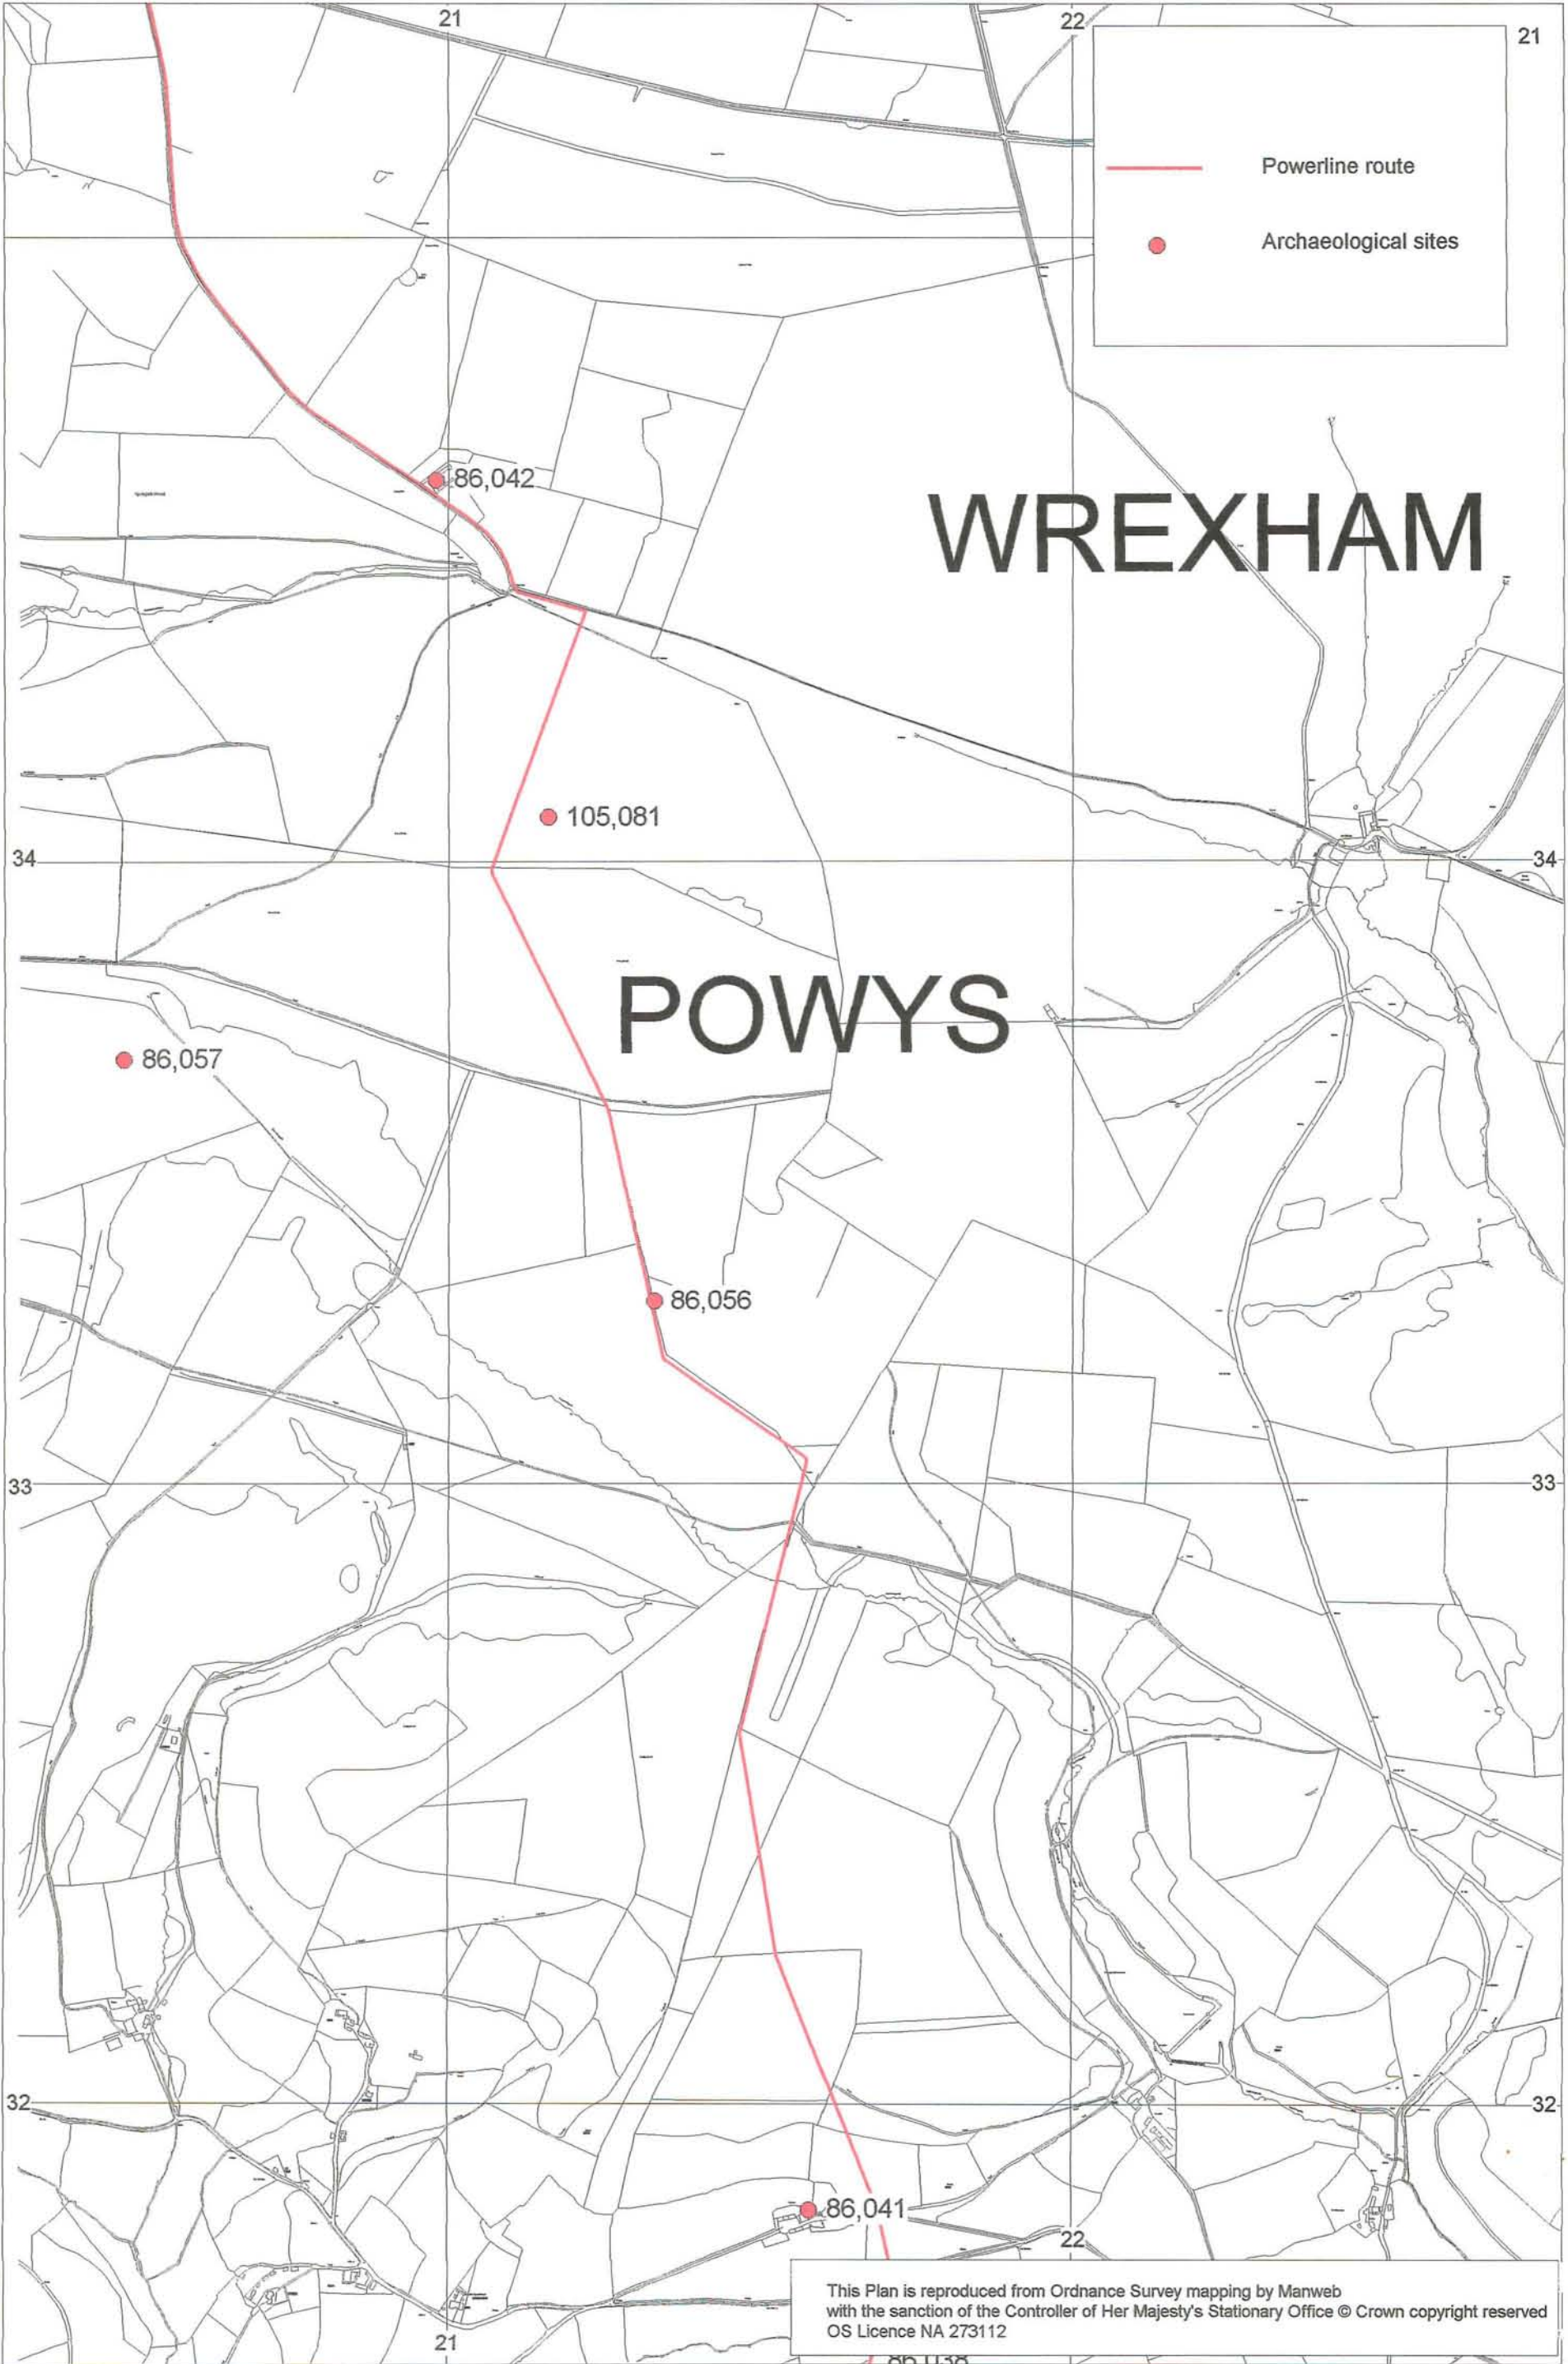 21
22
21
Powerline route
Archaeological sites
86,042
WREXHAM
105,081
34
34
POWYS
86,057
86,056
33
33
32
32
86,041
22
This Plan is reproduced from Ordnance Survey mapping by Manweb
with the sanction of the Controller of Her Majesty's Stationary Office © Crown copyright reserved
OS Licence NA 273112
21